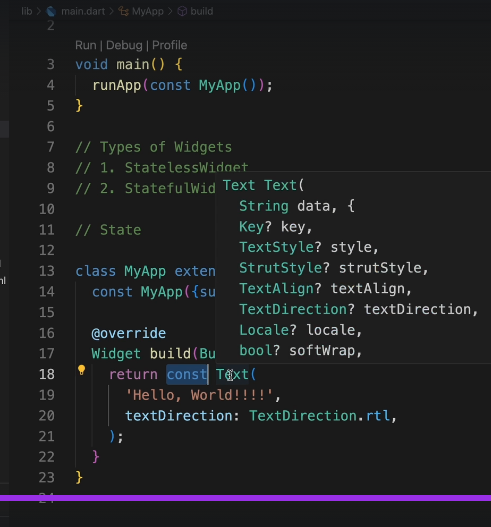 lib > main.dart > MyApp > build
2
Run | Debug | Profile
3 void main() {
4 runApp(const MyApp());
5 }
6
7 // Types of Widgets
8 // 1. StatelessWidget
9 // 2. StatefulWid
10
11 // State
12
13 class MyApp exten
14 const MyApp({su
15
16 @override
17 Widget build(Bu
18 return const Text(
19 'Hello, World!!!!',
20 textDirection: TextDirection.rtl,
21 );
22 }
23 }
24
Text Text(
String data, {
Key? key,
TextStyle? style,
StrutStyle? strutStyle,
TextAlign? textAlign,
TextDirection? textDirection,
Locale? locale,
bool? softWrap,